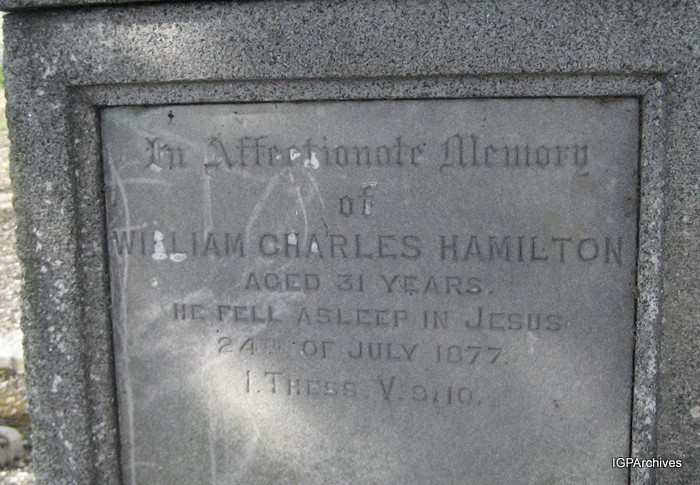 In Affectionate Memory
of
WILLIAM CHARLES HAMILTON
AGED 31 YEARS.
HE FELL ASLEEP IN JESUS
24TH OF JULY 1877.
I. THESS. V. 9/10.
IGPArchives